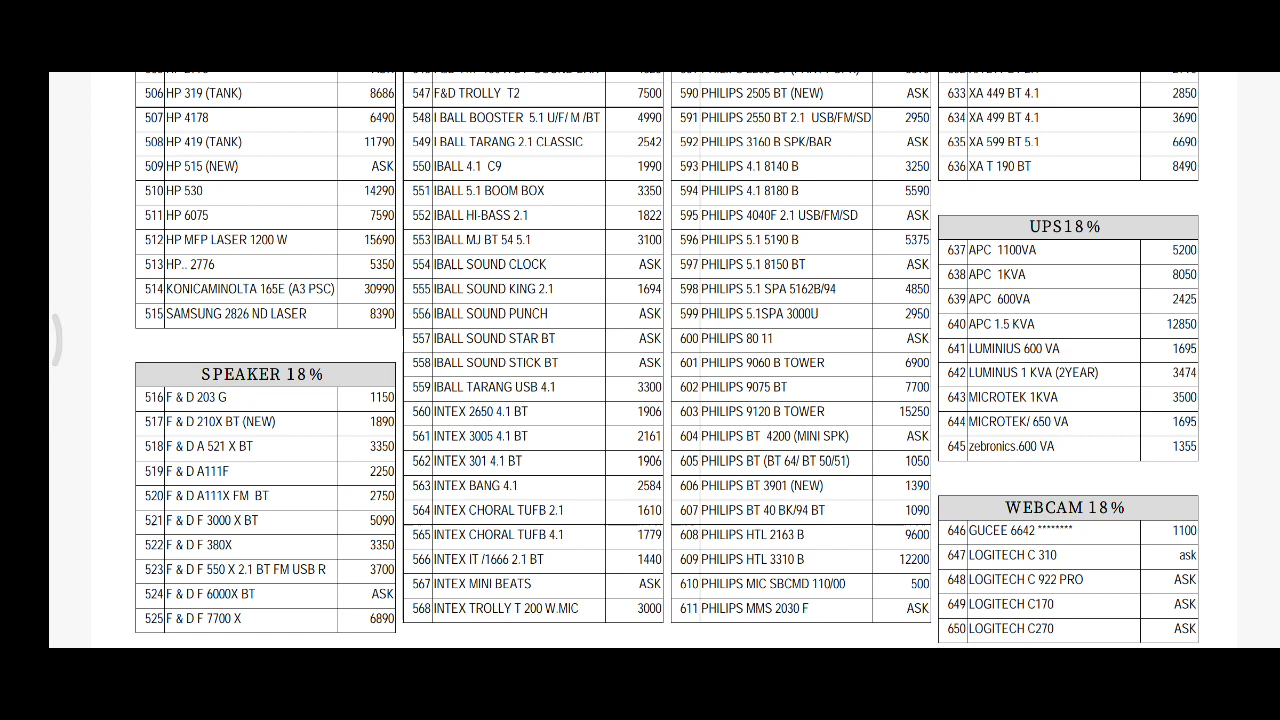 506 HP 319 (TANK) 8686
507 HP 4178 6490
508 HP 419 (TANK) 11790
509 HP 515 (NEW) ASK
510 HP 530 14290
511 HP 6075 7590
512 HP MFP LASER 1200 W 15690
513 HP.. 2776 5350
514 KONICAMINOLTA 165E (A3 PSC) 30990
515 SAMSUNG 2826 ND LASER 8390
SPEAKER 18%
516 F & D 203 G 1150
517 F & D 210X BT (NEW) 1890
518 F & D A 521 X BT 3350
519 F & D A111F 2250
520 F & D A111X FM BT 2750
521 F & D F 3000 X BT 5090
522 F & D F 380X 3350
523 F & D F 550 X 2.1 BT FM USB R 3700
524 F & D F 6000X BT ASK
525 F & D F 7700 X 6890
547 F&D TROLLY T2 7500
548 I BALL BOOSTER 5.1 U/F/ M /BT 4990
549 I BALL TARANG 2.1 CLASSIC 2542
550 IBALL 4.1 C9 1990
551 IBALL 5.1 BOOM BOX 3350
552 IBALL HI-BASS 2.1 1822
553 IBALL MJ BT 54 5.1 3100
554 IBALL SOUND CLOCK ASK
555 IBALL SOUND KING 2.1 1694
556 IBALL SOUND PUNCH ASK
557 IBALL SOUND STAR BT ASK
558 IBALL SOUND STICK BT ASK
559 IBALL TARANG USB 4.1 3300
560 INTEX 2650 4.1 BT 1906
561 INTEX 3005 4.1 BT 2161
562 INTEX 301 4.1 BT 1906
563 INTEX BANG 4.1 2584
564 INTEX CHORAL TUFB 2.1 1610
565 INTEX CHORAL TUFB 4.1 1779
566 INTEX IT /1666 2.1 BT 1440
567 INTEX MINI BEATS ASK
568 INTEX TROLLY T 200 W.MIC 3000
590 PHILIPS 2505 BT (NEW) ASK
591 PHILIPS 2550 BT 2.1 USB/FM/SD 2950
592 PHILIPS 3160 B SPK/BAR ASK
593 PHILIPS 4.1 8140 B 3250
594 PHILIPS 4.1 8180 B 5590
595 PHILIPS 4040F 2.1 USB/FM/SD ASK
596 PHILIPS 5.1 5190 B 5375
597 PHILIPS 5.1 8150 BT ASK
598 PHILIPS 5.1 SPA 5162B/94 4850
599 PHILIPS 5.1SPA 3000U 2950
600 PHILIPS 80 11 ASK
601 PHILIPS 9060 B TOWER 6900
602 PHILIPS 9075 BT 7700
603 PHILIPS 9120 B TOWER 15250
604 PHILIPS BT 4200 (MINI SPK) ASK
605 PHILIPS BT (BT 64/ BT 50/51) 1050
606 PHILIPS BT 3901 (NEW) 1390
607 PHILIPS BT 40 BK/94 BT 1090
608 PHILIPS HTL 2163 B 9600
609 PHILIPS HTL 3310 B 12200
610 PHILIPS MIC SBCMD 110/00 500
611 PHILIPS MMS 2030 F ASK
633 XA 449 BT 4.1 2850
634 XA 499 BT 4.1 3690
635 XA 599 BT 5.1 6690
636 XA T 190 BT 8490
UPS18%
637 APC 1100VA 5200
638 APC 1KVA 8050
639 APC 600VA 2425
640 APC 1.5 KVA 12850
641 LUMINIUS 600 VA 1695
642 LUMINUS 1 KVA (2YEAR) 3474
643 MICROTEK 1KVA 3500
644 MICROTEK/ 650 VA 1695
645 zebronics.600 VA 1355
WEBCAM 18%
646 GUCEE 6642 ******** 1100
647 LOGITECH C 310 ask
648 LOGITECH C 922 PRO ASK
649 LOGITECH C170 ASK
650 LOGITECH C270 ASK